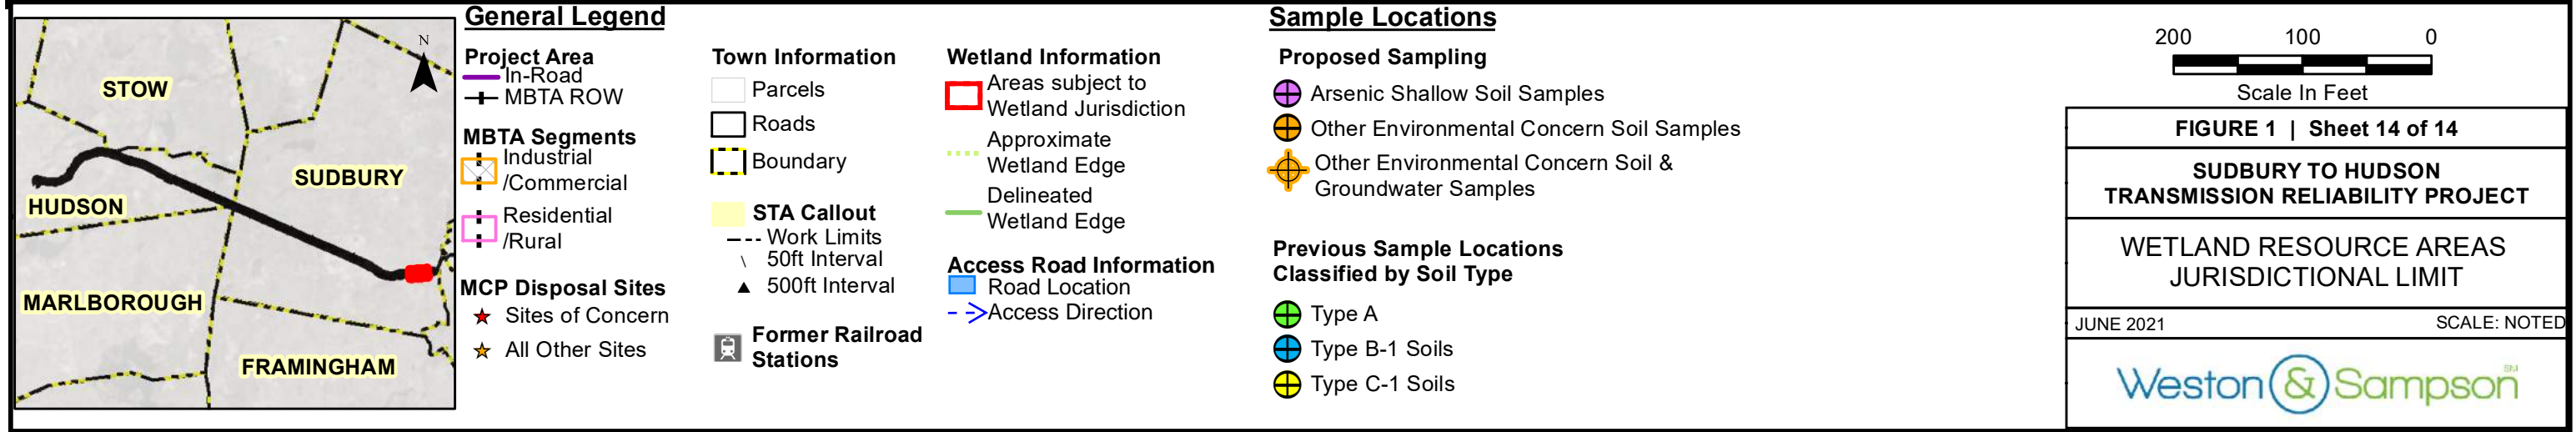 N
STOW
SUDBURY
HUDSON
MARLBOROUGH
FRAMINGHAM
General Legend
Project Area
In-Road
MBTA ROW
MBTA Segments
Industrial
/Commercial
Residential
/Rural
MCP Disposal Sites
Sites of Concern
All Other Sites
Town Information
Parcels
Roads
Boundary
STA Callout
Work Limits
50ft Interval
500ft Interval
Former Railroad
Stations
Wetland Information
Areas subject to
Wetland Jurisdiction
Approximate
Wetland Edge
Delineated
Wetland Edge
Access Road Information
Road Location
Access Direction
Sample Locations
Proposed Sampling
Arsenic Shallow Soil Samples
Other Environmental Concern Soil Samples
Other Environmental Concern Soil &
Groundwater Samples
Previous Sample Locations
Classified by Soil Type
Type A
Type B-1 Soils
Type C-1 Soils
200 100 0
Scale In Feet
FIGURE 1 | Sheet 14 of 14
SUDBURY TO HUDSON
TRANSMISSION RELIABILITY PROJECT
WETLAND RESOURCE AREAS
JURISDICTIONAL LIMIT
JUNE 2021 SCALE: NOTED
Weston & Sampson SM